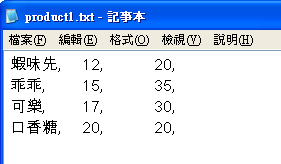 product1.txt - 記事本
檔案(F) 編輯(E) 格式(O) 檢視(V) 說明(H)
蝦味先, 12, 20,
乖乖, 15, 35,
可樂, 17, 30,
口香糖, 20, 20,